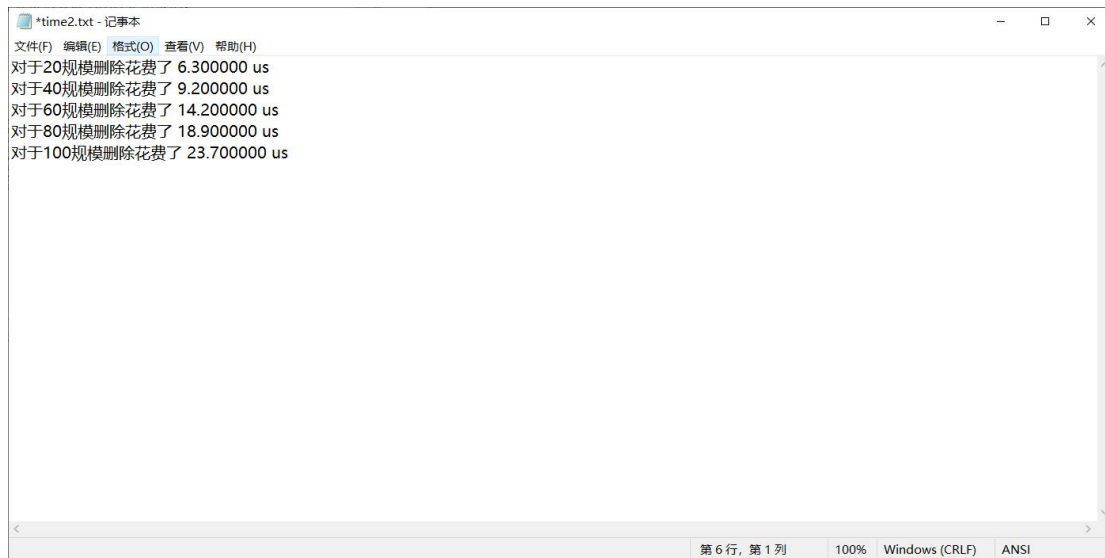 *time2.txt - 记事本
文件(F) 编辑(E) 格式(O) 查看(V) 帮助(H)
对于20规模删除花费了 6.300000 us
对于40规模删除花费了 9.200000 us
对于60规模删除花费了 14.200000 us
对于80规模删除花费了 18.900000 us
对于100规模删除花费了 23.700000 us
第 6 行，第 1 列 100% Windows (CRLF) ANSI